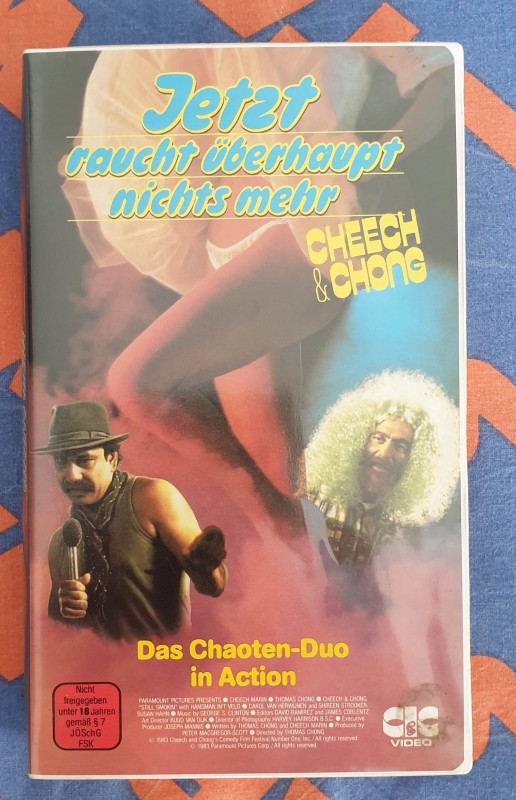 Jetzt
raucht überhaupt
nichts mehr
CHEECH
& CHONG
Das Chaoten-Duo
in Action
Nicht
freigegeben
unter 18 Jahren
gemäß § 7
JÖSchG
FSK
PARAMOUNT PICTURES PRESENTS ● CHEECH MARIN ● THOMAS CHONG ● CHEECH & CHONG
"STILL SMOKIN" with HANSMAN IN'T VELD ● CAROL VAN HERWIJNEN and SHIREEN STROOKER
SUSAN HAHN ● Music by GEORGE S. CLINTON ● Editors DAVID RAMIREZ and JAMES COBLENTZ
Art Director RUUD VAN DIJK ● Director of Photography HARVEY HARRISON B.S.C. ● Executive
Producer JOSEPH MANNIS ● Written by THOMAS CHONG and CHEECH MARIN ● Produced by
PETER MACGREGOR-SCOTT ● Directed by THOMAS CHONG
© 1983 Cheech and Chong's Comedy Film Festival Number One, Inc. / All rights reserved.
© 1983 Paramount Pictures Corp. / All rights reserved.
CIC
VIDEO